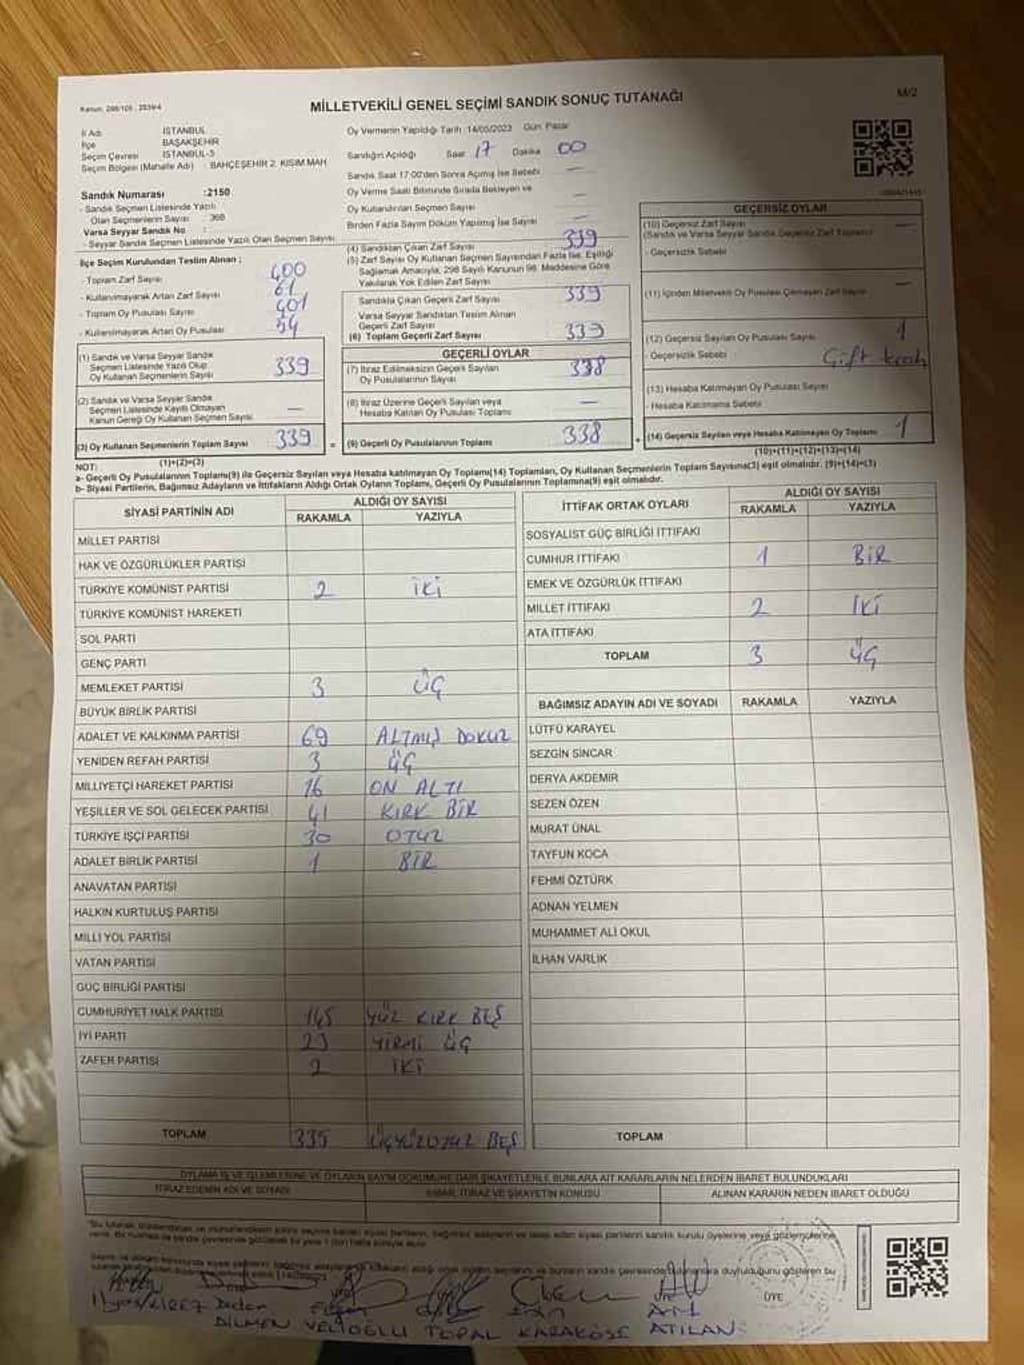 Kanun: 298/105 , 2839/4
MİLLETVEKİLİ GENEL SEÇİMİ SANDIK SONUÇ TUTANAĞI
M/2
İl Adı İSTANBUL
İlçe BAŞAKŞEHİR
Seçim Çevresi İSTANBUL-3
Seçim Bölgesi (Mahalle Adı) BAHÇEŞEHİR 2. KISIM MAH.
Sandık Numarası :2150
- Sandık Seçmen Listesinde Yazılı
Olan Seçmenlerin Sayısı 398
Varsa Seyyar Sandık No
- Seyyar Sandık Seçmen Listesinde Yazılı Olan Seçmen Sayısı
Oy Vermenin Yapıldığı Tarih :14/05/2023 Gün: Pazar
Sandığın Açıldığı Saat 17 Dakika 00
Sandık Saat 17:00'den Sonra Açılmış İse Sebebi —
Oy Verme Saati Bitiminde Sırada Bekleyen ve
Oy Kullandırılan Seçmen Sayısı —
Birden Fazla Sayım Döküm Yapılmış İse Sayısı —
İlçe Seçim Kurulundan Teslim Alınan ;
- Toplam Zarf Sayısı 400
- Kullanılmayarak Artan Zarf Sayısı 61
- Toplam Oy Pusulası Sayısı 401
- Kullanılmayarak Artan Oy Pusulası
(1) Sandık ve Varsa Seyyar Sandık
Seçmen Listesinde Yazılı Olup
Oy Kullanan Seçmenlerin Sayısı 339
(2) Sandık ve Varsa Seyyar Sandık
Seçmen Listesinde Kayıtlı Olmayan
Kanun Gereği Oy Kullanan Seçmen Sayısı —
(3) Oy Kullanan Seçmenlerin Toplam Sayısı 339
(1)+(2)=(3)
(4) Sandıktan Çıkan Zarf Sayısı 339
(5) Zarf Sayısı Oy Kullanan Seçmen Sayısından Fazla İse, Eşitliği
Sağlamak Amacıyla, 298 Sayılı Kanunun 98. Maddesine Göre
Yakılarak Yok Edilen Zarf Sayısı
Sandıkta Çıkan Geçerli Zarf Sayısı 339
Varsa Seyyar Sandıktan Teslim Alınan
Geçerli Zarf Sayısı
(6) Toplam Geçerli Zarf Sayısı 339
GEÇERLİ OYLAR
(7) İtiraz Edilmeksizin Geçerli Sayılan
Oy Pusulalarının Sayısı 338
(8) İtiraz Üzerine Geçerli Sayılan veya
Hesaba Katılan Oy Pusulası Toplamı —
= (9) Geçerli Oy Pusulalarının Toplamı 338
GEÇERSİZ OYLAR
(10) Geçersiz Zarf Sayısı —
(Sandık ve Varsa Seyyar Sandık Geçersiz Zarf Toplamı)
- Geçersizlik Sebebi
(11) İçinden Milletvekili Oy Pusulası Çıkmayan Zarf Sayısı —
(12) Geçersiz Sayılan Oy Pusulası Sayısı 1
- Geçersizlik Sebebi
(13) Hesaba Katılmayan Oy Pusulası Sayısı
- Hesaba Katılmama Sebebi
+ (14) Geçersiz Sayılan veya Hesaba Katılmayan Oy Toplamı 1
(10)+(11)+(12)+(13)=(14)
NOT:
a- Geçerli Oy Pusulalarının Toplamı(9) ile Geçersiz Sayılan veya Hesaba katılmayan Oy Toplamı(14) Toplamları, Oy Kullanan Seçmenlerin Toplam Sayısına(3) eşit olmalıdır. (9)+(14)=(3)
b- Siyasi Partilerin, Bağımsız Adayların ve İttifakların Aldığı Ortak Oyların Toplamı, Geçerli Oy Pusulalarının Toplamına(9) eşit olmalıdır.
SİYASİ PARTİNİN ADI ALDIĞI OY SAYISI
RAKAMLA YAZIYLA
MİLLET PARTİSİ
HAK VE ÖZGÜRLÜKLER PARTİSİ
TÜRKİYE KOMÜNİST PARTİSİ 2 İKİ
TÜRKİYE KOMÜNİST HAREKETİ
SOL PARTİ
GENÇ PARTİ
MEMLEKET PARTİSİ 3 ÜÇ
BÜYÜK BİRLİK PARTİSİ
ADALET VE KALKINMA PARTİSİ 69 ALTMIŞ DOKUZ
YENİDEN REFAH PARTİSİ 3 ÜÇ
MİLLİYETÇİ HAREKET PARTİSİ 16 ON ALTI
YEŞİLLER VE SOL GELECEK PARTİSİ 41 KIRK BİR
TÜRKİYE İŞÇİ PARTİSİ 30 OTUZ
ADALET BİRLİK PARTİSİ 1 BİR
ANAVATAN PARTİSİ
HALKIN KURTULUŞ PARTİSİ
MİLLİ YOL PARTİSİ
VATAN PARTİSİ
GÜÇ BİRLİĞİ PARTİSİ
CUMHURİYET HALK PARTİSİ 145 YÜZ KIRK BEŞ
İYİ PARTİ 23 YİRMİ ÜÇ
ZAFER PARTİSİ 2 İKİ
TOPLAM 335 ÜÇYÜZOTUZ BEŞ
İTTİFAK ORTAK OYLARI ALDIĞI OY SAYISI
RAKAMLA YAZIYLA
SOSYALİST GÜÇ BİRLİĞİ İTTİFAKI
CUMHUR İTTİFAKI 1 BİR
EMEK VE ÖZGÜRLÜK İTTİFAKI
MİLLET İTTİFAKI 2 İKİ
ATA İTTİFAKI
TOPLAM 3 ÜÇ
BAĞIMSIZ ADAYIN ADI VE SOYADI RAKAMLA YAZIYLA
LÜTFÜ KARAYEL
SEZGİN SİNCAR
DERYA AKDEMİR
SEZEN ÖZEN
MURAT ÜNAL
TAYFUN KOCA
FEHMİ ÖZTÜRK
ADNAN YELMEN
MUHAMMET ALİ OKUL
İLHAN VARLIK
TOPLAM
OYLAMA İŞ VE İŞLEMLERİNE VE OYLARIN SAYIM DÖKÜMÜNE DAİR ŞİKAYETLERLE BUNLARA AİT KARARLARIN NELERDEN İBARET BULUNDUKLARI
İTİRAZ EDENİN ADI VE SOYADI İTİRAZ VE ŞİKAYETİN KONUSU ALINAN KARARIN NEDEN İBARET OLDUĞU
ÜYE
DİLMEN VELİOĞLU TOPAL KARAKÖSE ATILAN